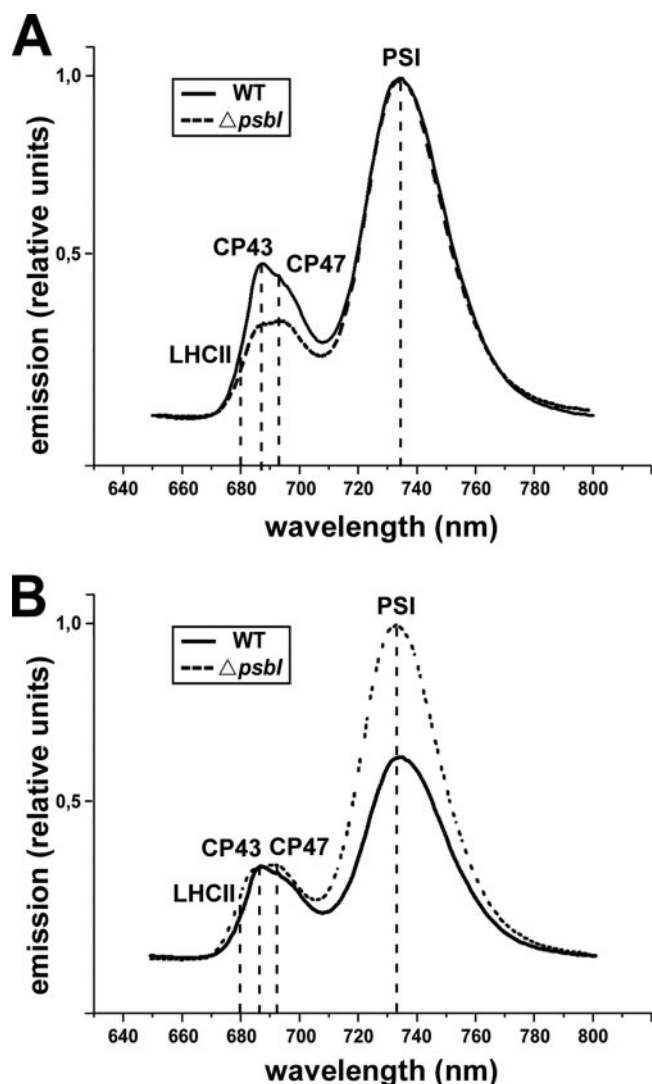 A
PSI
1,0
WT
△psbI
CP43
CP47
0,5
LHCII
emission (relative units)
640 660 680 700 720 740 760 780 800
wavelength (nm)
B
PSI
1,0
WT
△psbI
0,5
CP43
CP47
LHCII
emission (relative units)
0,0
640 660 680 700 720 740 760 780 800
wavelength (nm)